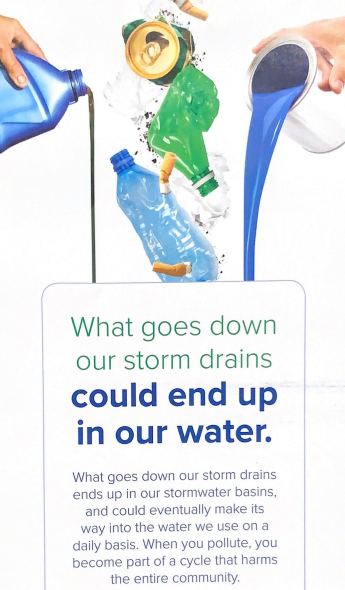 What goes down
our storm drains
could end up
in our water.
What goes down our storm drains
ends up in our stormwater basins,
and could eventually make its
way into the water we use on a
daily basis. When you pollute, you
become part of a cycle that harms
the entire community.